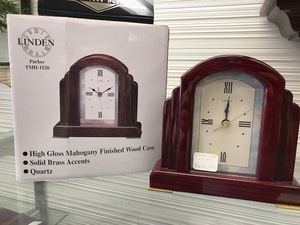 LINDEN
Parker
TMH-1520
• High Gloss Mahogany Finished Wood Case
• Solid Brass Accents
• Quartz